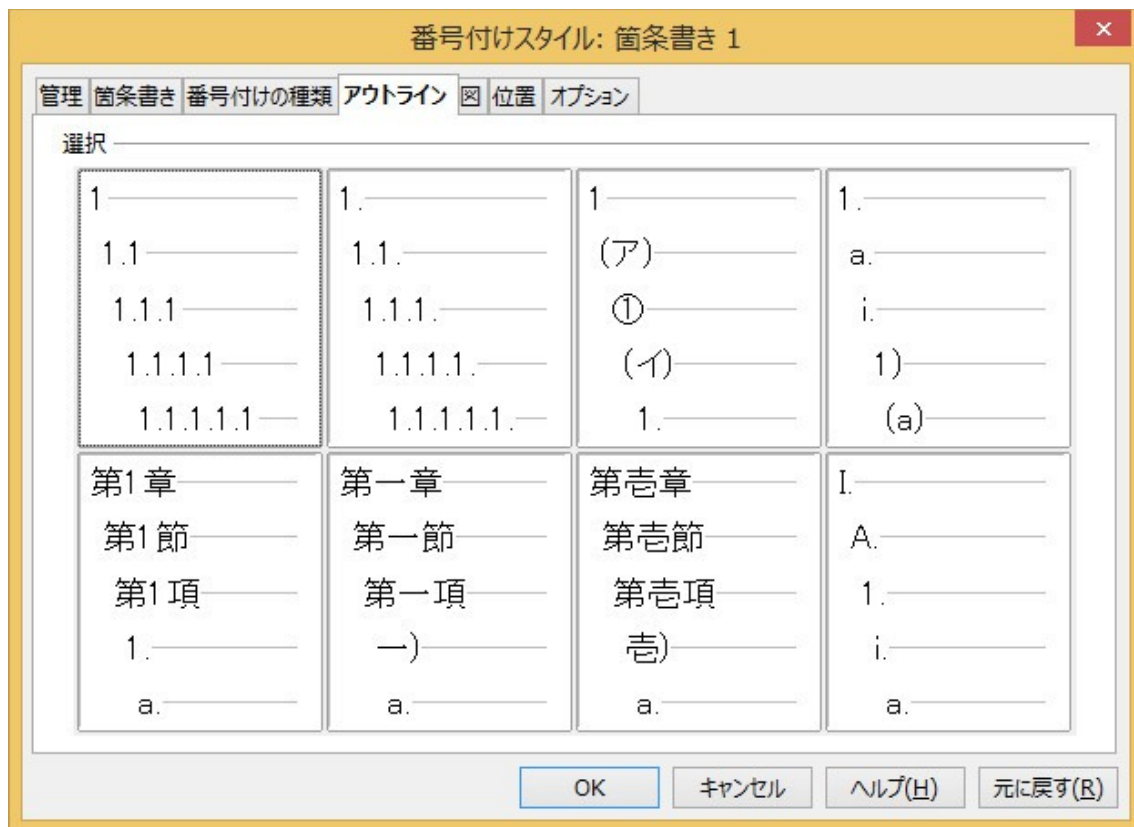 番号付けスタイル: 箇条書き 1
管理 箇条書き 番号付けの種類 アウトライン 図 位置 オプション
選択
1
1.1
1.1.1
1.1.1.1
1.1.1.1.1
1.
1.1.
1.1.1.
1.1.1.1.
1.1.1.1.1.
1
(ア)
①
(イ)
1.
1.
a.
i.
1)
(a)
第1章
第1節
第1項
1.
a.
第一章
第一節
第一項
一)
a.
第壱章
第壱節
第壱項
壱)
a.
I.
A.
1.
i.
a.
OK キャンセル ヘルプ(H) 元に戻す(R)